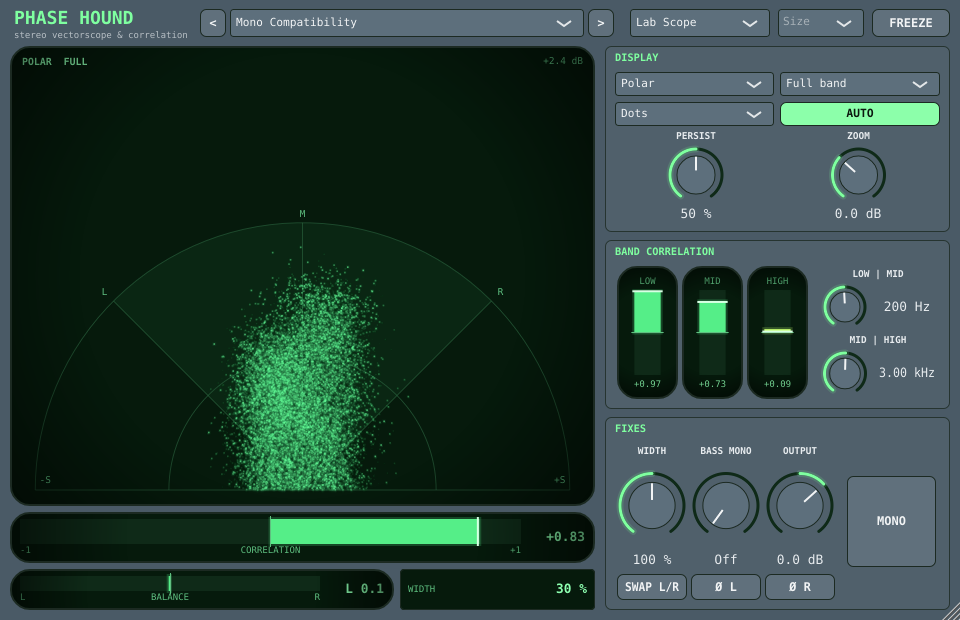 PHASE HOUND
stereo vectorscope & correlation
< Mono Compatibility > Lab Scope Size FREEZE
POLAR FULL +2.4 dB
M
L R
-S +S
-1 CORRELATION +1 +0.83
L BALANCE R L 0.1
WIDTH 30 %
DISPLAY
Polar Full band
Dots AUTO
PERSIST ZOOM
50 % 0.0 dB
BAND CORRELATION
LOW MID HIGH
+0.97 +0.73 +0.09
LOW | MID
200 Hz
MID | HIGH
3.00 kHz
FIXES
WIDTH BASS MONO OUTPUT
100 % Off 0.0 dB
MONO
SWAP L/R Ø L Ø R